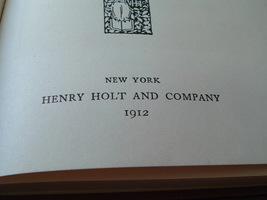 NEW YORK
HENRY HOLT AND COMPANY
1912